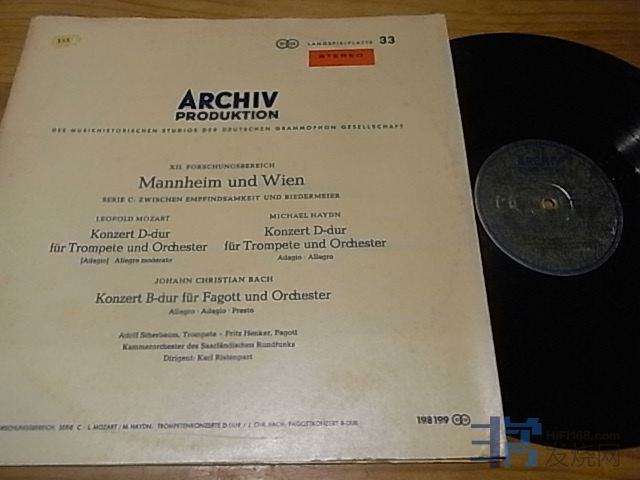 LANGSPIELPLATTE 33
STEREO
ARCHIV
PRODUKTION
DES MUSIKHISTORISCHEN STUDIOS DER DEUTSCHEN GRAMMOPHON GESELLSCHAFT
XII. FORSCHUNGSBEREICH
Mannheim und Wien
SERIE C: ZWISCHEN EMPFINDSAMKEIT UND BIEDERMEIER
LEOPOLD MOZART
Konzert D-dur
für Trompete und Orchester
[Adagio] · Allegro moderato
MICHAEL HAYDN
Konzert D-dur
für Trompete und Orchester
Adagio · Allegro
JOHANN CHRISTIAN BACH
Konzert B-dur für Fagott und Orchester
Allegro · Adagio · Presto
Adolf Scherbaum, Trompete · Fritz Henker, Fagott
Kammerorchester des Saarländischen Rundfunks
Dirigent: Karl Ristenpart
SERIE C · L. MOZART / M. HAYDN: TROMPETENKONZERTE D-DUR / J. CHR. BACH: FAGOTTKONZERT B-DUR
198 199
ARCHIV
HIFI168.com
发烧网